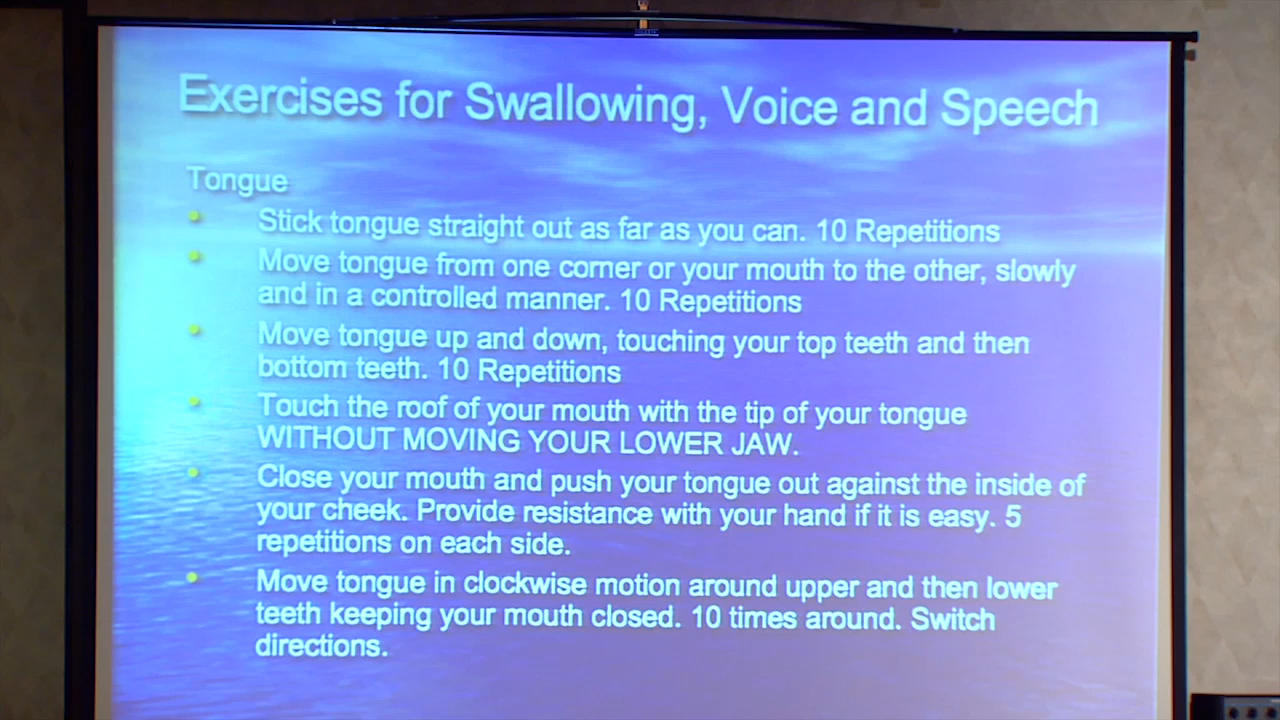 Exercises for Swallowing, Voice and Speech
Tongue
Stick tongue straight out as far as you can. 10 Repetitions
Move tongue from one corner or your mouth to the other, slowly
and in a controlled manner. 10 Repetitions
Move tongue up and down, touching your top teeth and then
bottom teeth. 10 Repetitions
Touch the roof of your mouth with the tip of your tongue
WITHOUT MOVING YOUR LOWER JAW.
Close your mouth and push your tongue out against the inside of
your cheek. Provide resistance with your hand if it is easy. 5
repetitions on each side.
Move tongue in clockwise motion around upper and then lower
teeth keeping your mouth closed. 10 times around. Switch
directions.